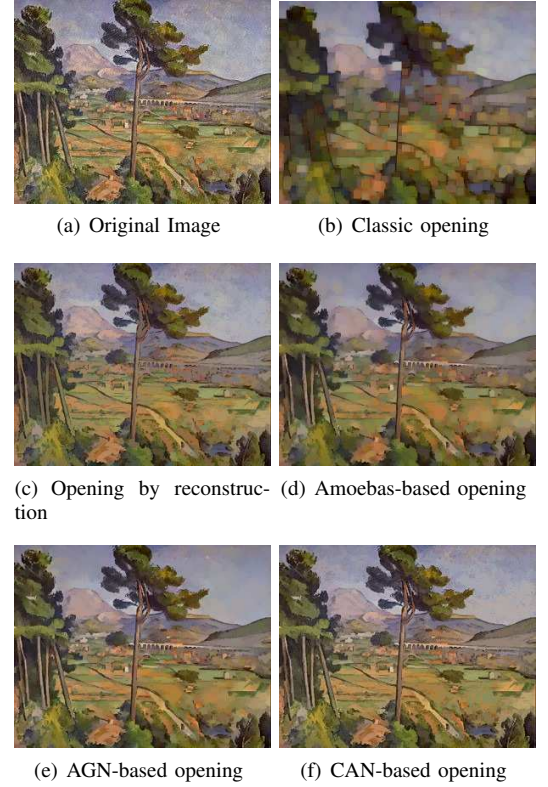 (a) Original Image
(b) Classic opening
(c) Opening by reconstruc-
tion
(d) Amoebas-based opening
(e) AGN-based opening
(f) CAN-based opening